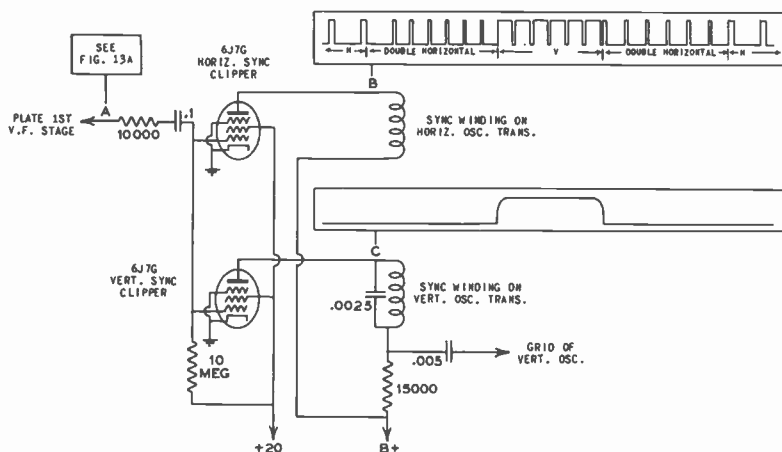 SEE
FIG. 13A
6J7G
HORIZ. SYNC
CLIPPER
H
DOUBLE HORIZONTAL
V
DOUBLE HORIZONTAL
H
B
A
.1
PLATE 1ST
V.F. STAGE
10000
SYNC WINDING ON
HORIZ. OSC. TRANS.
C
6J7G
VERT. SYNC
CLIPPER
.0025
SYNC WINDING ON
VERT. OSC. TRANS.
.005
GRID OF
VERT. OSC.
10
MEG
15000
+20
B+